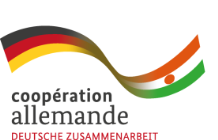 coopération
allemande
DEUTSCHE ZUSAMMENARBEIT